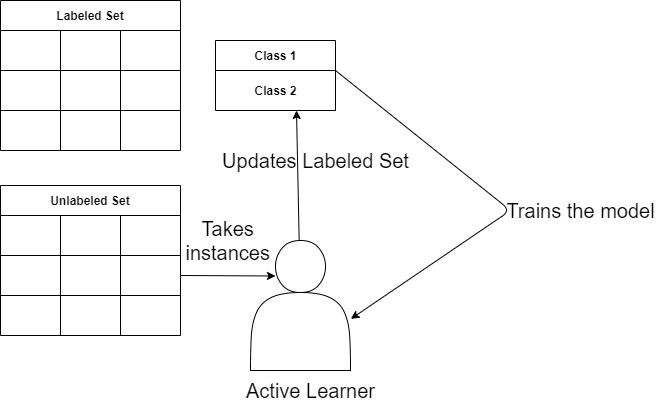 Labeled Set
Class 1
Class 2
Updates Labeled Set
Unlabeled Set
Takes
instances
Trains the model
Active Learner